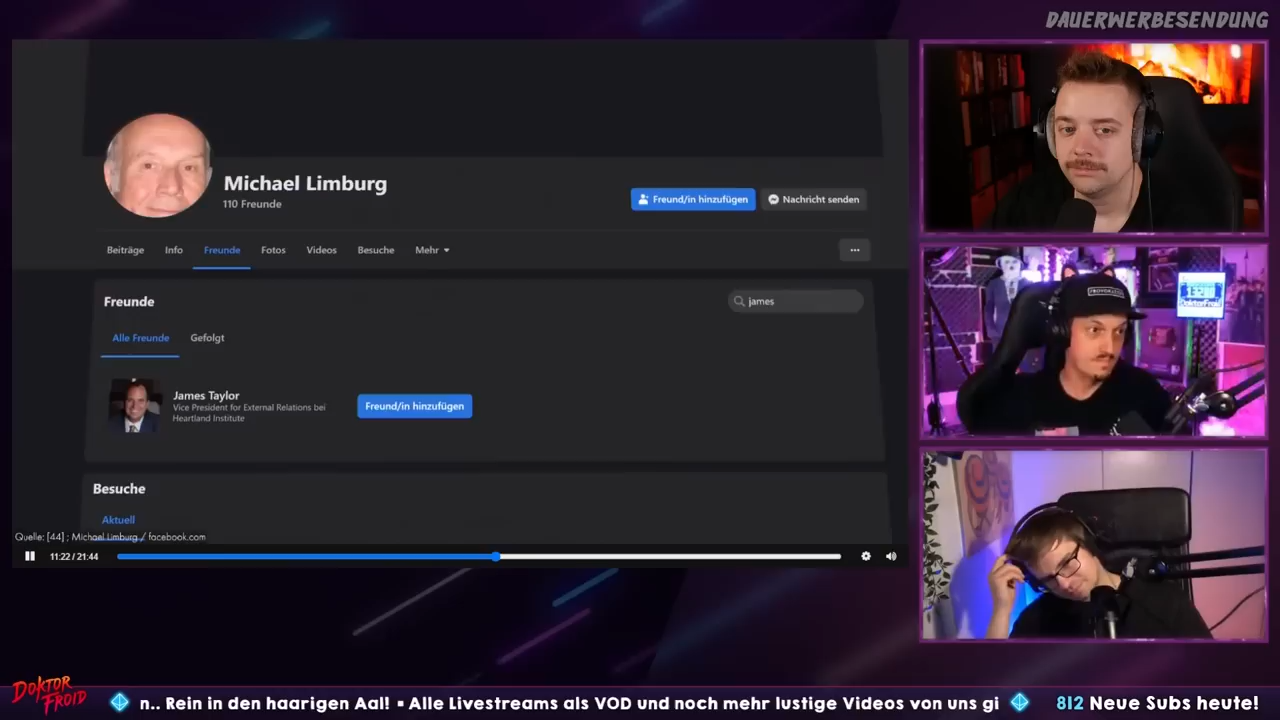 DAUERWERBESENDUNG
Michael Limburg
110 Freunde
Freund/in hinzufügen
Nachricht senden
Beiträge
Info
Freunde
Fotos
Videos
Besuche
Mehr
Freunde
james
Alle Freunde
Gefolgt
James Taylor
Vice President for External Relations bei
Heartland Institute
Freund/in hinzufügen
Besuche
Aktuell
Quelle: [44] ; Michael Limburg / facebook.com
11:22 / 21:44
DOKTOR
FROID
n.. Rein in den haarigen Aal! ▪ Alle Livestreams als VOD und noch mehr lustige Videos von uns gi
812 Neue Subs heute!